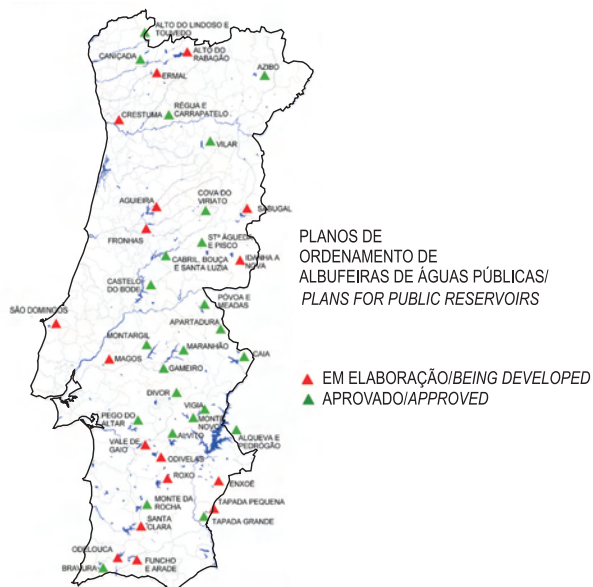 ALTO DO LINDOSO E
TOUVEDO
CANIÇADA
ALTO DO
RABAGÃO
ERMAL
AZIBO
CRESTUMA
RÉGUA E
CARRAPATELO
VILAR
AGUIEIRA
COVA DO
VIRIATO
SABUGAL
FRONHAS
STª ÁGUEDA
E PISCO
CABRIL, BOUÇA
E SANTA LUZIA
IDANHA A
NOVA
CASTELO
DO BODE
PÓVOA E
MEADAS
SÃO DOMINGOS
APARTADURA
MONTARGIL
MARANHÃO
CAIA
MAGOS
GAMEIRO
DIVOR
VIGIA
PEGO DO
ALTAR
MONTE
NOVO
ALVITO
ALQUEVA E
PEDROGÃO
VALE DE
GAIO
ODIVELAS
ROXO
ENXOÉ
MONTE DA
ROCHA
TAPADA PEQUENA
TAPADA GRANDE
SANTA
CLARA
ODELOUCA
FUNCHO
E ARADE
BRAVURA
PLANOS DE
ORDENAMENTO DE
ALBUFEIRAS DE ÁGUAS PÚBLICAS/
PLANS FOR PUBLIC RESERVOIRS
EM ELABORAÇÃO/BEING DEVELOPED
APROVADO/APPROVED